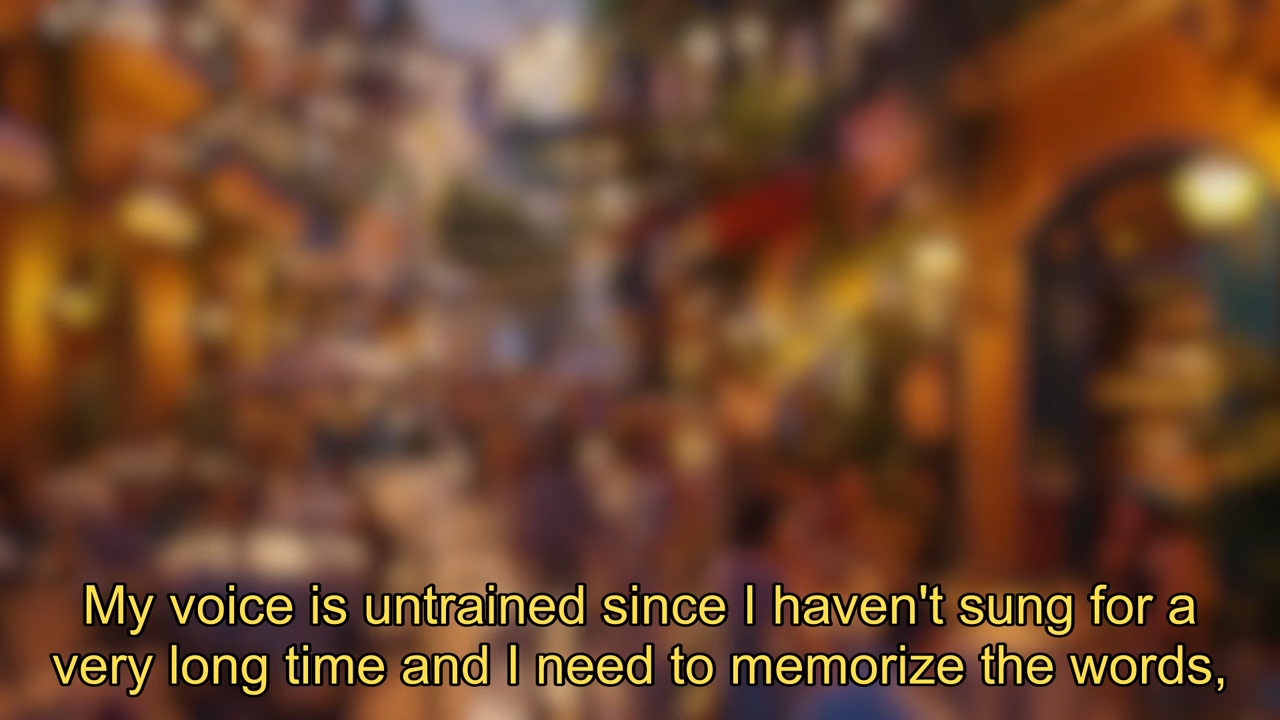 My voice is untrained since I haven't sung for a
very long time and I need to memorize the words,